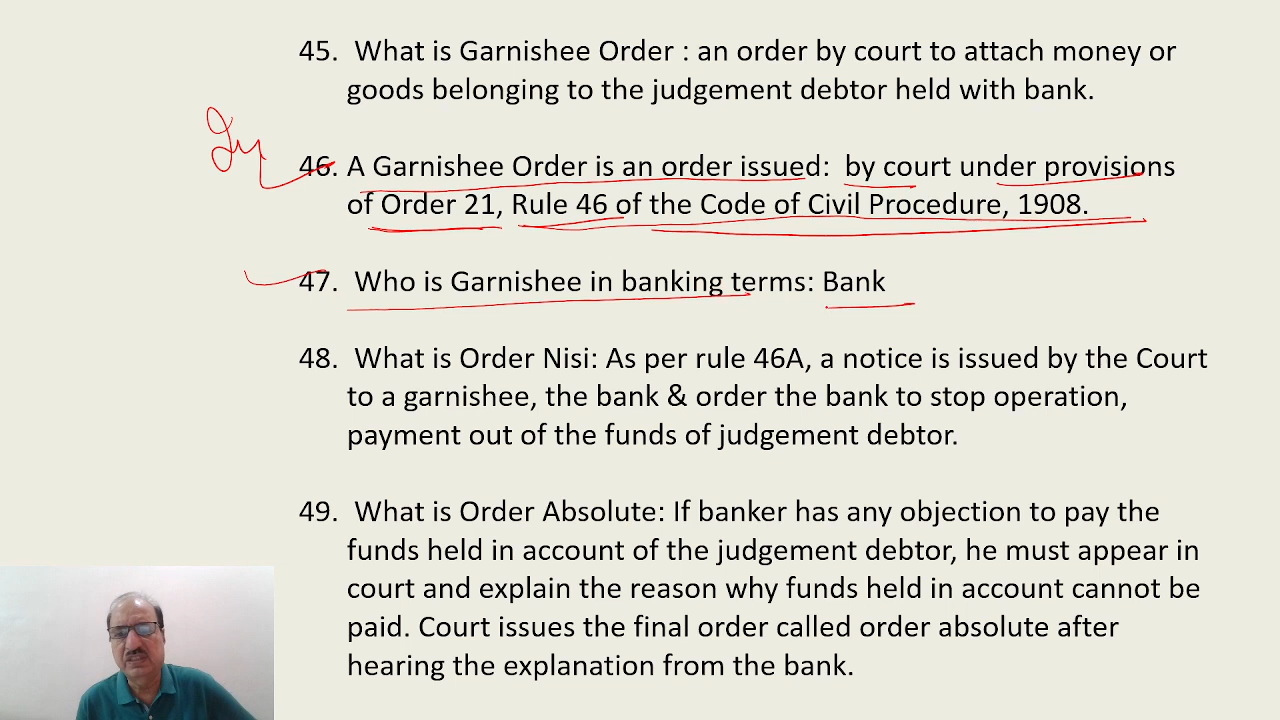 45. What is Garnishee Order : an order by court to attach money or
goods belonging to the judgement debtor held with bank.
46. A Garnishee Order is an order issued: by court under provisions
of Order 21, Rule 46 of the Code of Civil Procedure, 1908.
47. Who is Garnishee in banking terms: Bank
48. What is Order Nisi: As per rule 46A, a notice is issued by the Court
to a garnishee, the bank & order the bank to stop operation,
payment out of the funds of judgement debtor.
49. What is Order Absolute: If banker has any objection to pay the
funds held in account of the judgement debtor, he must appear in
court and explain the reason why funds held in account cannot be
paid. Court issues the final order called order absolute after
hearing the explanation from the bank.